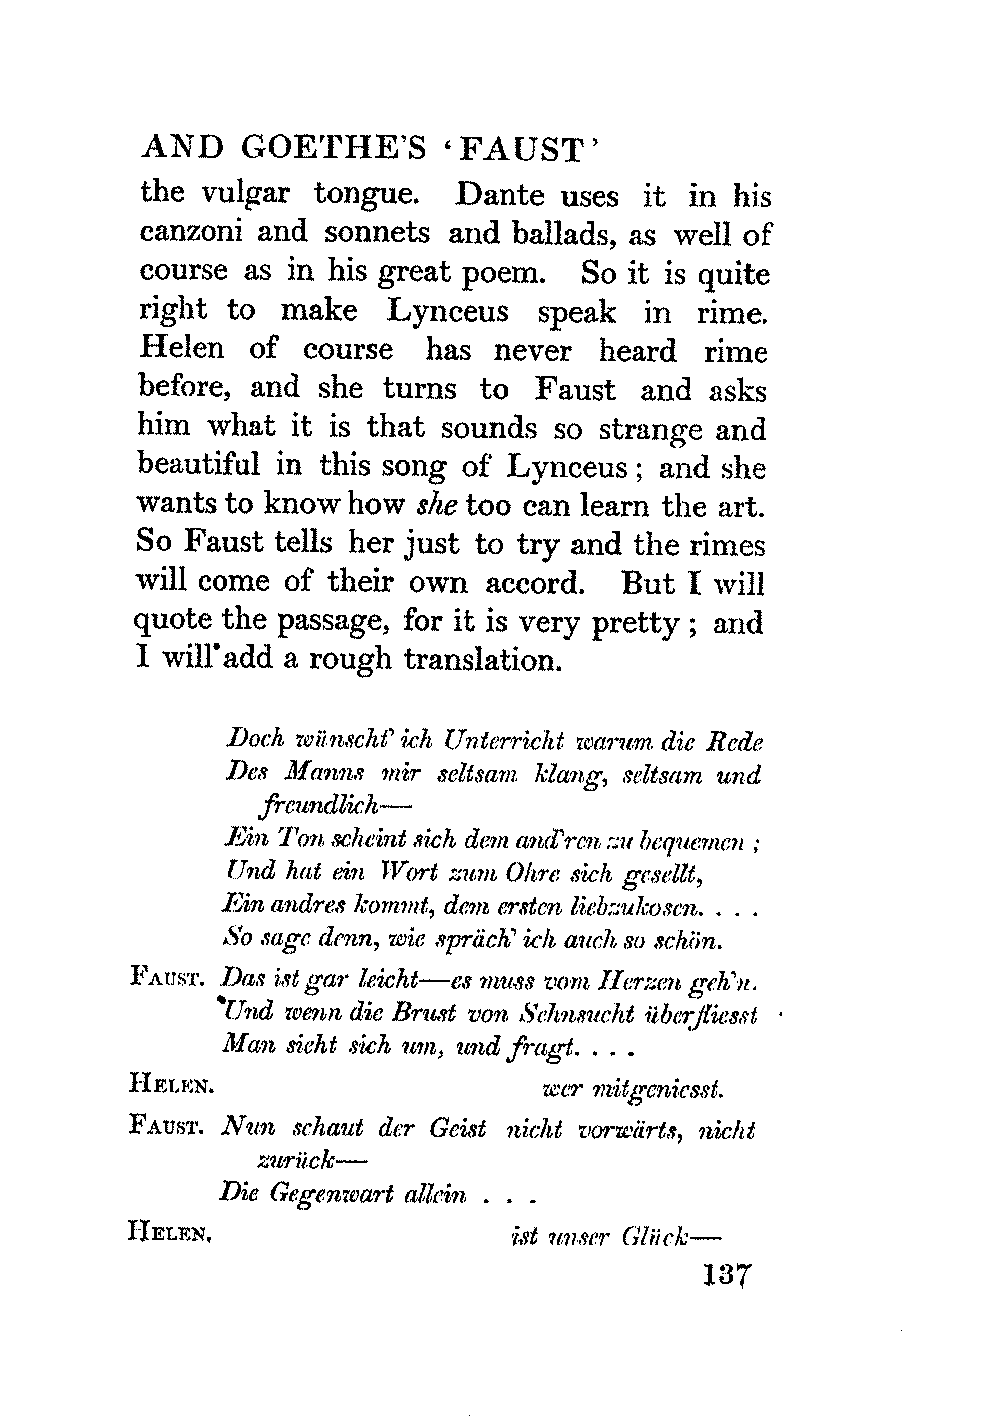 AND GOETHE'S ‘FAUST’
the vulgar tongue. Dante uses it in his
canzoni and sonnets and ballads, as well of
course as in his great poem. So it is quite
right to make Lynceus speak in rime.
Helen of course has never heard rime
before, and she turns to Faust and asks
him what it is that sounds so strange and
beautiful in this song of Lynceus; and she
wants to know how she too can learn the art.
So Faust tells her just to try and the rimes
will come of their own accord. But I will
quote the passage, for it is very pretty; and
I will add a rough translation.
Doch wünscht' ich Unterricht warum die Rede
Des Manns mir seltsam klang, seltsam und
freundlich—
Ein Ton scheint sich dem and'ren zu bequemen;
Und hat ein Wort zum Ohre sich gesellt,
Ein andres kommt, dem ersten liebzukosen. . . .
So sage denn, wie spräch' ich auch so schön.
FAUST. Das ist gar leicht—es muss vom Herzen geh'n.
Und wenn die Brust von Sehnsucht überfliesst
Man sieht sich um, und fragt. . . .
HELEN. wer mitgeniesst.
FAUST. Nun schaut der Geist nicht vorwärts, nicht
zurück—
Die Gegenwart allein . . .
HELEN. ist unser Glück—
137